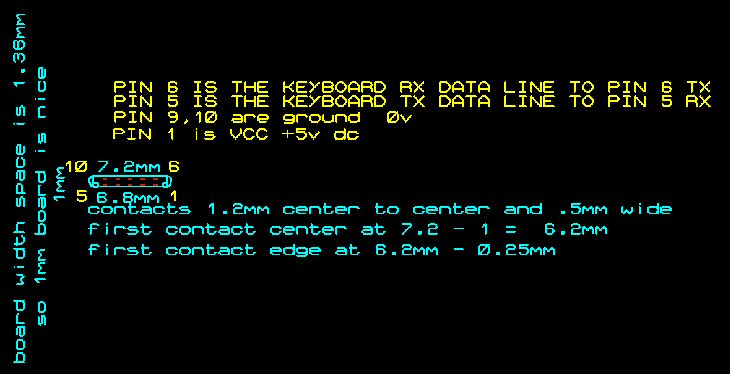 board width space is 1.36mm
so 1mm board is nice
PIN 6 IS THE KEYBOARD RX DATA LINE TO PIN 6 TX
PIN 5 IS THE KEYBOARD TX DATA LINE TO PIN 5 RX
PIN 9,10 are ground 0v
PIN 1 is VCC +5v dc
10 7.2mm 6
1mm
5 8.8mm 1
contacts 1.2mm center to center and .5mm wide
first contact center at 7.2 - 1 = 6.2mm
first contact edge at 6.2mm - 0.25mm